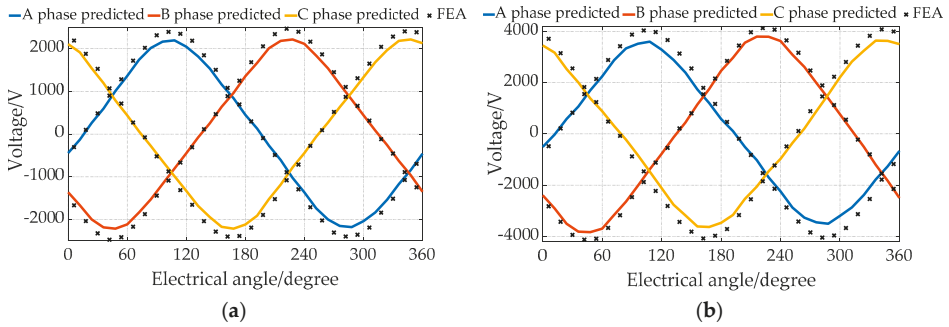 A phase predicted B phase predicted C phase predicted FEA
2000
1000
0
-1000
-2000
Voltage/V
0 60 120 180 240 300 360
Electrical angle/degree
(a)
A phase predicted B phase predicted C phase predicted FEA
4000
2000
0
-2000
-4000
Voltage/V
0 60 120 180 240 300 360
Electrical angle/degree
(b)